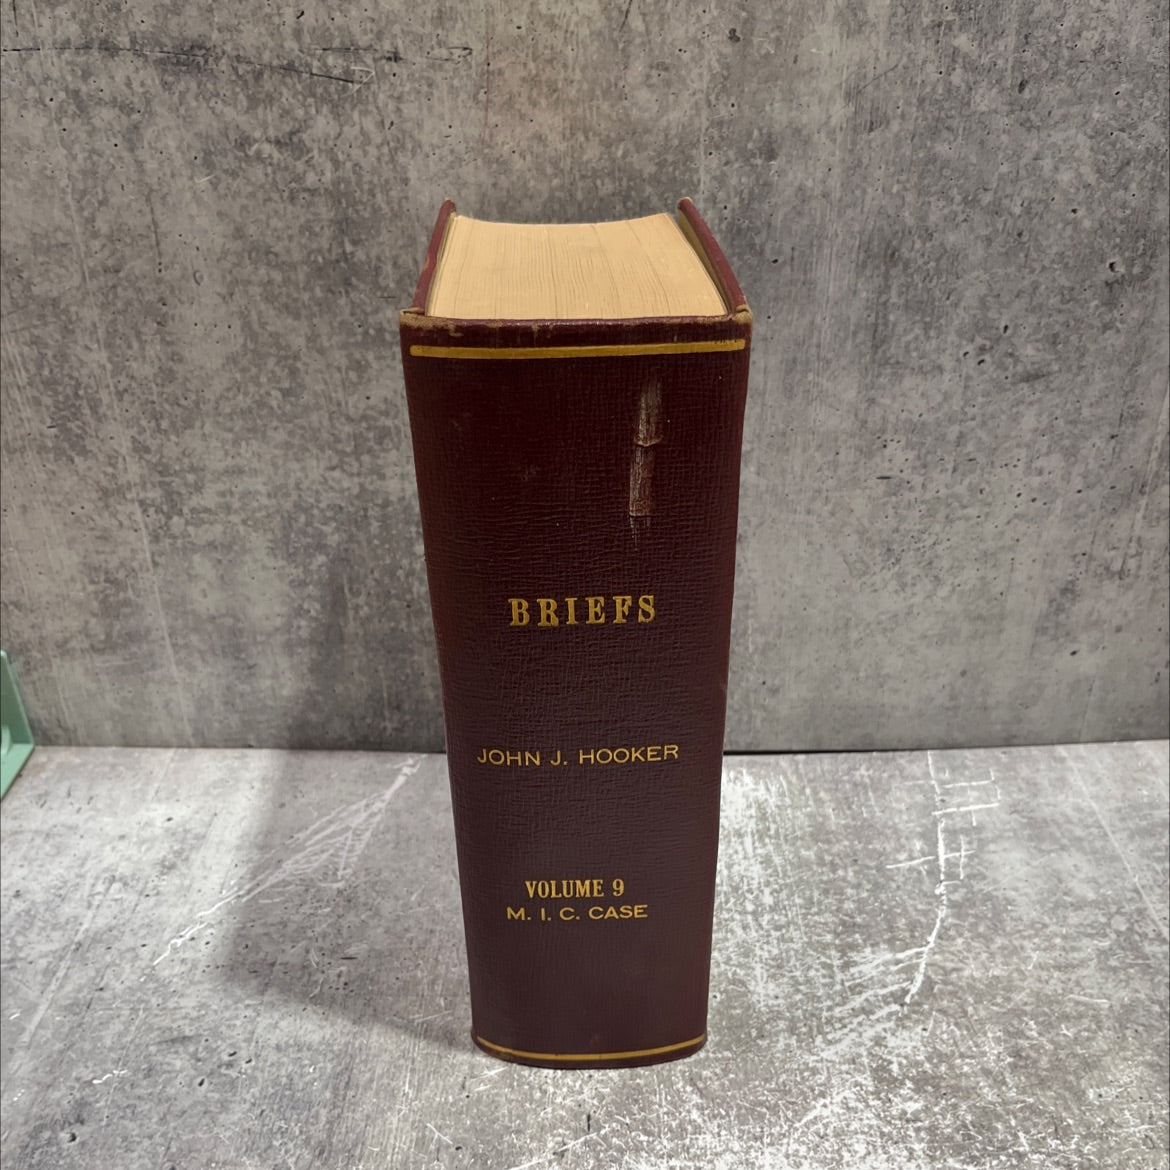 BRIEFS
JOHN J. HOOKER
VOLUME 9
M. I. C. CASE